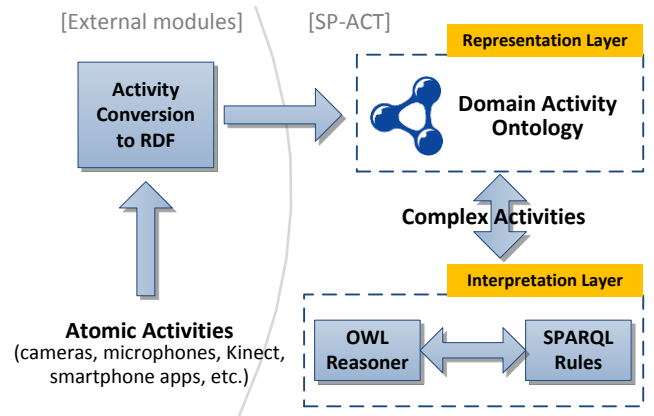 [External modules]
[SP-ACT]
Representation Layer
Activity
Conversion
to RDF
Domain Activity
Ontology
Complex Activities
Interpretation Layer
Atomic Activities
(cameras, microphones, Kinect,
smartphone apps, etc.)
OWL
Reasoner
SPARQL
Rules